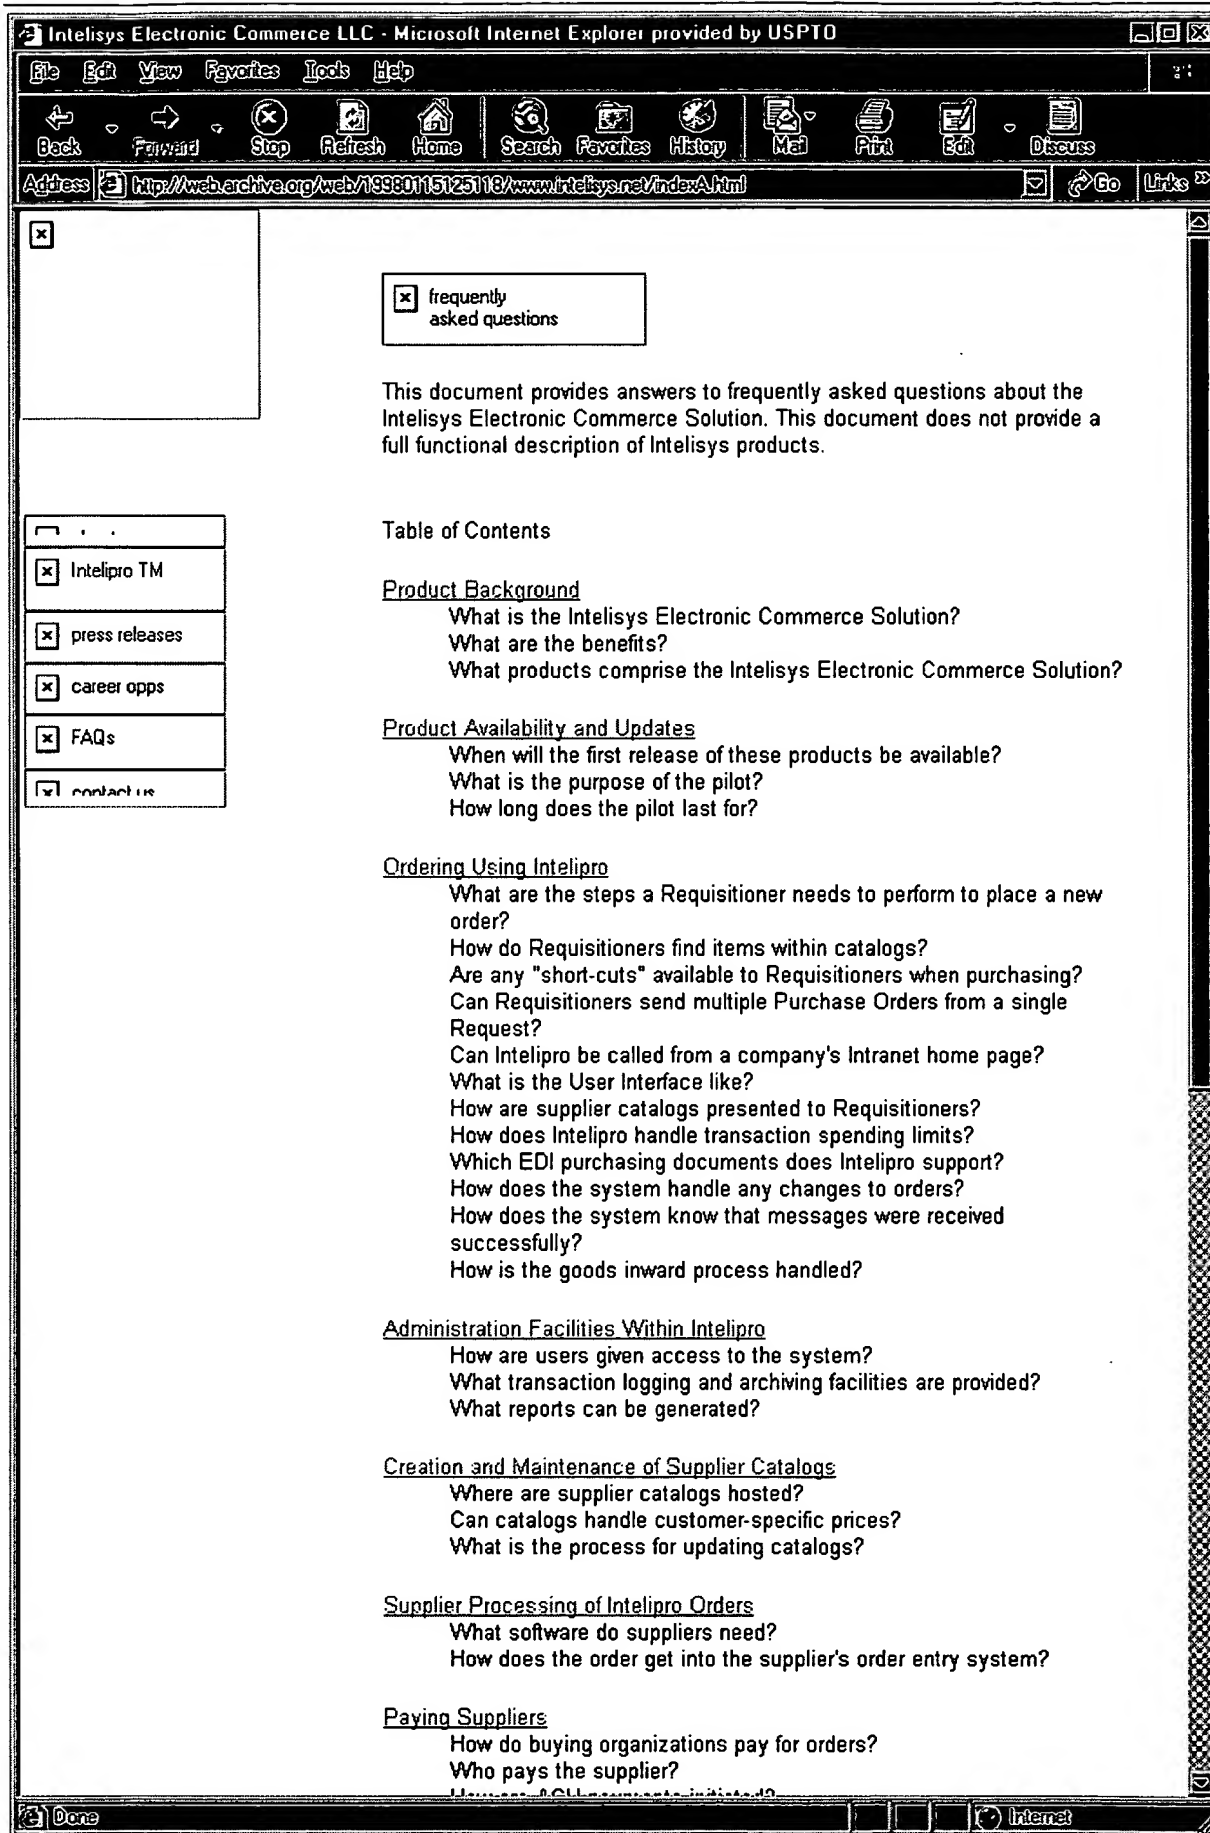 Intelisys Electronic Commerce LLC - Microsoft Internet Explorer provided by USPTO
File Edit View Favorites Tools Help
Back Forward Stop Refresh Home Search Favorites History Mail Print Edit Discuss
Address http://web.archive.org/web/19980115125118/www.intelisys.net/indexA.html Go Links »
frequently
asked questions
This document provides answers to frequently asked questions about the
Intelisys Electronic Commerce Solution. This document does not provide a
full functional description of Intelisys products.
Intelipro TM
press releases
career opps
FAQs
contact us
Table of Contents
Product Background
What is the Intelisys Electronic Commerce Solution?
What are the benefits?
What products comprise the Intelisys Electronic Commerce Solution?
Product Availability and Updates
When will the first release of these products be available?
What is the purpose of the pilot?
How long does the pilot last for?
Ordering Using Intelipro
What are the steps a Requisitioner needs to perform to place a new
order?
How do Requisitioners find items within catalogs?
Are any "short-cuts" available to Requisitioners when purchasing?
Can Requisitioners send multiple Purchase Orders from a single
Request?
Can Intelipro be called from a company's Intranet home page?
What is the User Interface like?
How are supplier catalogs presented to Requisitioners?
How does Intelipro handle transaction spending limits?
Which EDI purchasing documents does Intelipro support?
How does the system handle any changes to orders?
How does the system know that messages were received
successfully?
How is the goods inward process handled?
Administration Facilities Within Intelipro
How are users given access to the system?
What transaction logging and archiving facilities are provided?
What reports can be generated?
Creation and Maintenance of Supplier Catalogs
Where are supplier catalogs hosted?
Can catalogs handle customer-specific prices?
What is the process for updating catalogs?
Supplier Processing of Intelipro Orders
What software do suppliers need?
How does the order get into the supplier's order entry system?
Paying Suppliers
How do buying organizations pay for orders?
Who pays the supplier?
How are ACH payments initiated?
Done Internet